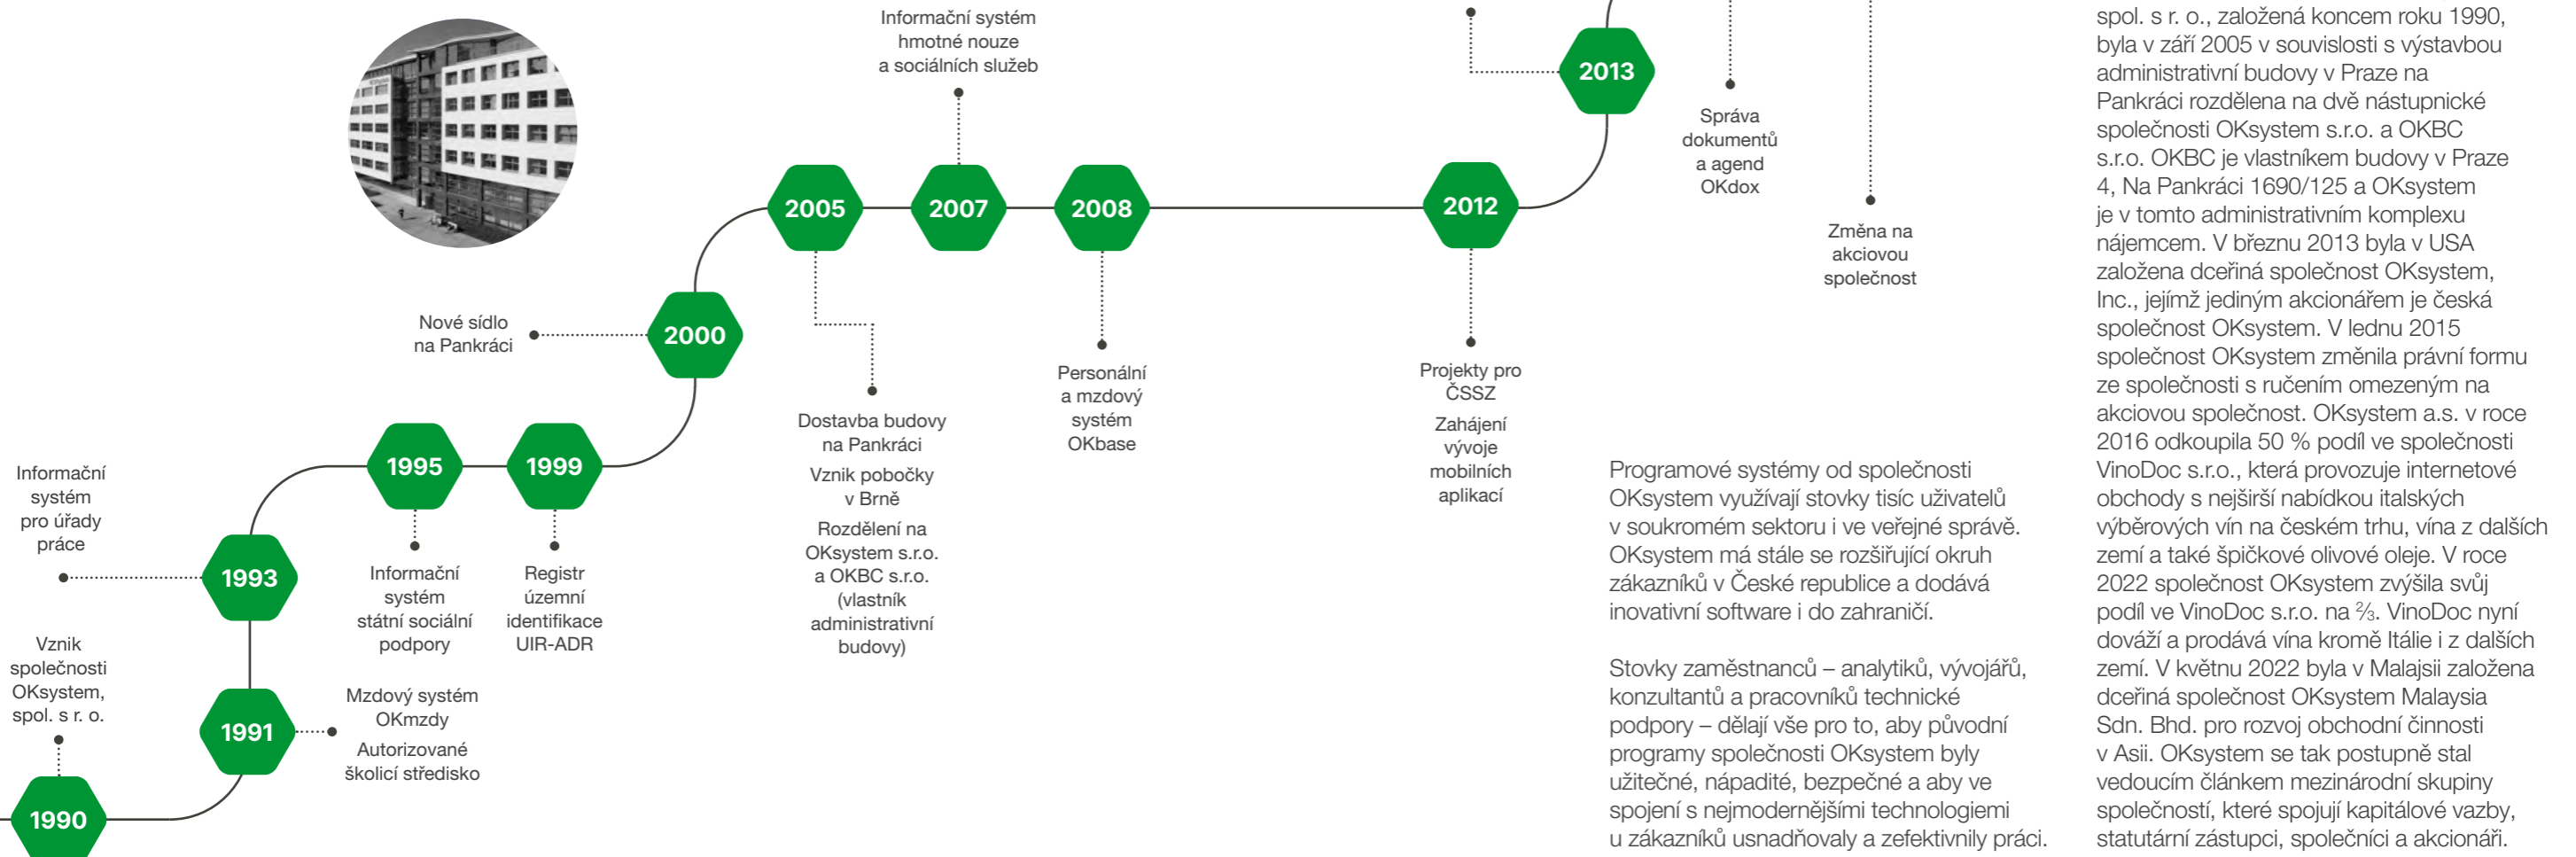 Informační systém
hmotné nouze
a sociálních služeb
2013
Správa
dokumentů
a agend
OKdox
Změna na
akciovou
společnost
2005
2007
2008
2012
Nové sídlo
na Pankráci
2000
Dostavba budovy
na Pankráci
Vznik pobočky
v Brně
Rozdělení na
OKsystem s.r.o.
a OKBC s.r.o.
(vlastník
administrativní
budovy)
Personální
a mzdový
systém
OKbase
Projekty pro
ČSSZ
Zahájení
vývoje
mobilních
aplikací
Informační
systém
pro úřady
práce
1993
1995
1999
Informační
systém
státní sociální
podpory
Registr
územní
identifikace
UIR-ADR
Vznik
společnosti
OKsystem,
spol. s r. o.
1991
Mzdový systém
OKmzdy
Autorizované
školicí středisko
1990
Programové systémy od společnosti
OKsystem využívají stovky tisíc uživatelů
v soukromém sektoru i ve veřejné správě.
OKsystem má stále se rozšiřující okruh
zákazníků v České republice a dodává
inovativní software i do zahraničí.
Stovky zaměstnanců – analytiků, vývojářů,
konzultantů a pracovníků technické
podpory – dělají vše pro to, aby původní
programy společnosti OKsystem byly
užitečné, nápadité, bezpečné a aby ve
spojení s nejmodernějšími technologiemi
u zákazníků usnadňovaly a zefektivnily práci.
spol. s r. o., založená koncem roku 1990,
byla v září 2005 v souvislosti s výstavbou
administrativní budovy v Praze na
Pankráci rozdělena na dvě nástupnické
společnosti OKsystem s.r.o. a OKBC
s.r.o. OKBC je vlastníkem budovy v Praze
4, Na Pankráci 1690/125 a OKsystem
je v tomto administrativním komplexu
nájemcem. V březnu 2013 byla v USA
založena dceřiná společnost OKsystem,
Inc., jejímž jediným akcionářem je česká
společnost OKsystem. V lednu 2015
společnost OKsystem změnila právní formu
ze společnosti s ručením omezeným na
akciovou společnost. OKsystem a.s. v roce
2016 odkoupila 50 % podíl ve společnosti
VinoDoc s.r.o., která provozuje internetové
obchody s nejširší nabídkou italských
výběrových vín na českém trhu, vína z dalších
zemí a také špičkové olivové oleje. V roce
2022 společnost OKsystem zvýšila svůj
podíl ve VinoDoc s.r.o. na ⅔. VinoDoc nyní
dováží a prodává vína kromě Itálie i z dalších
zemí. V květnu 2022 byla v Malajsii založena
dceřiná společnost OKsystem Malaysia
Sdn. Bhd. pro rozvoj obchodní činnosti
v Asii. OKsystem se tak postupně stal
vedoucím článkem mezinárodní skupiny
společností, které spojují kapitálové vazby,
statutární zástupci, společníci a akcionáři.